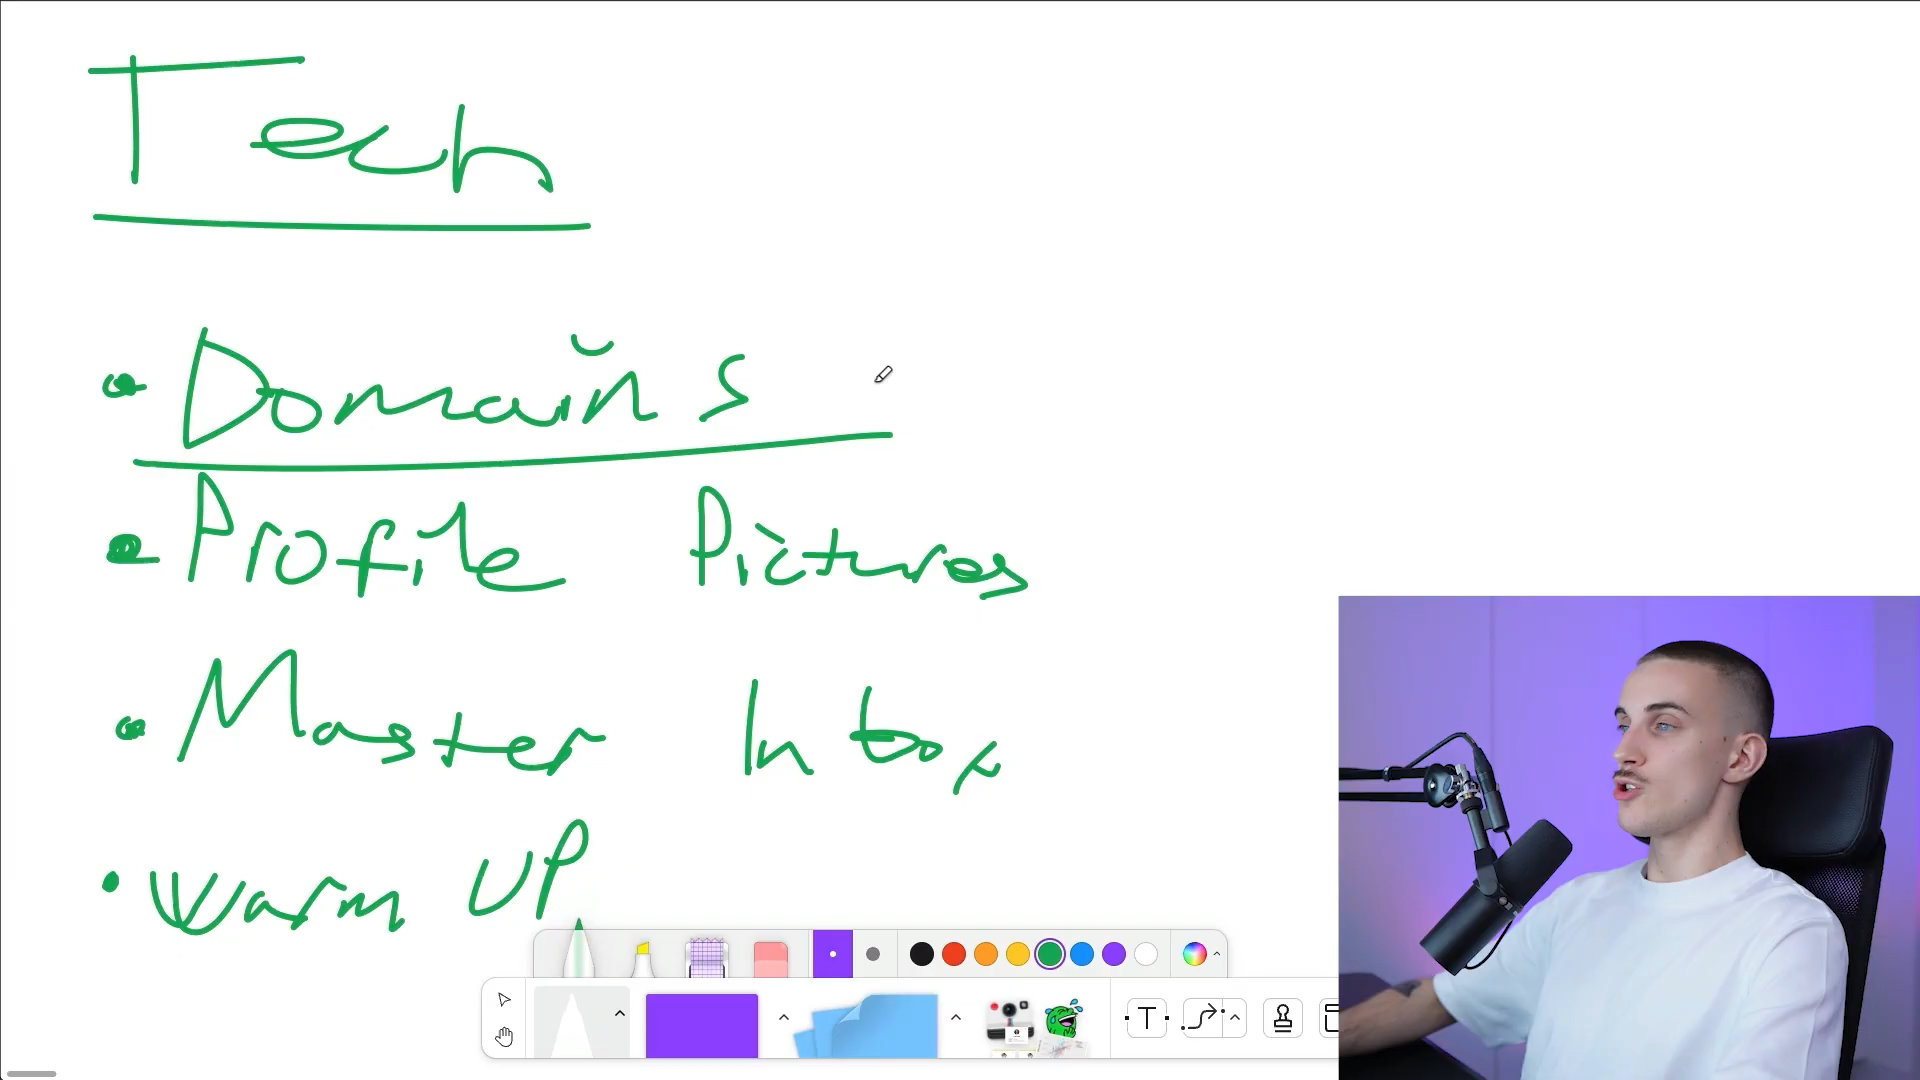 Tech
• Domains
• Profile Pictures
• Master Inbox
• Warm UP
T